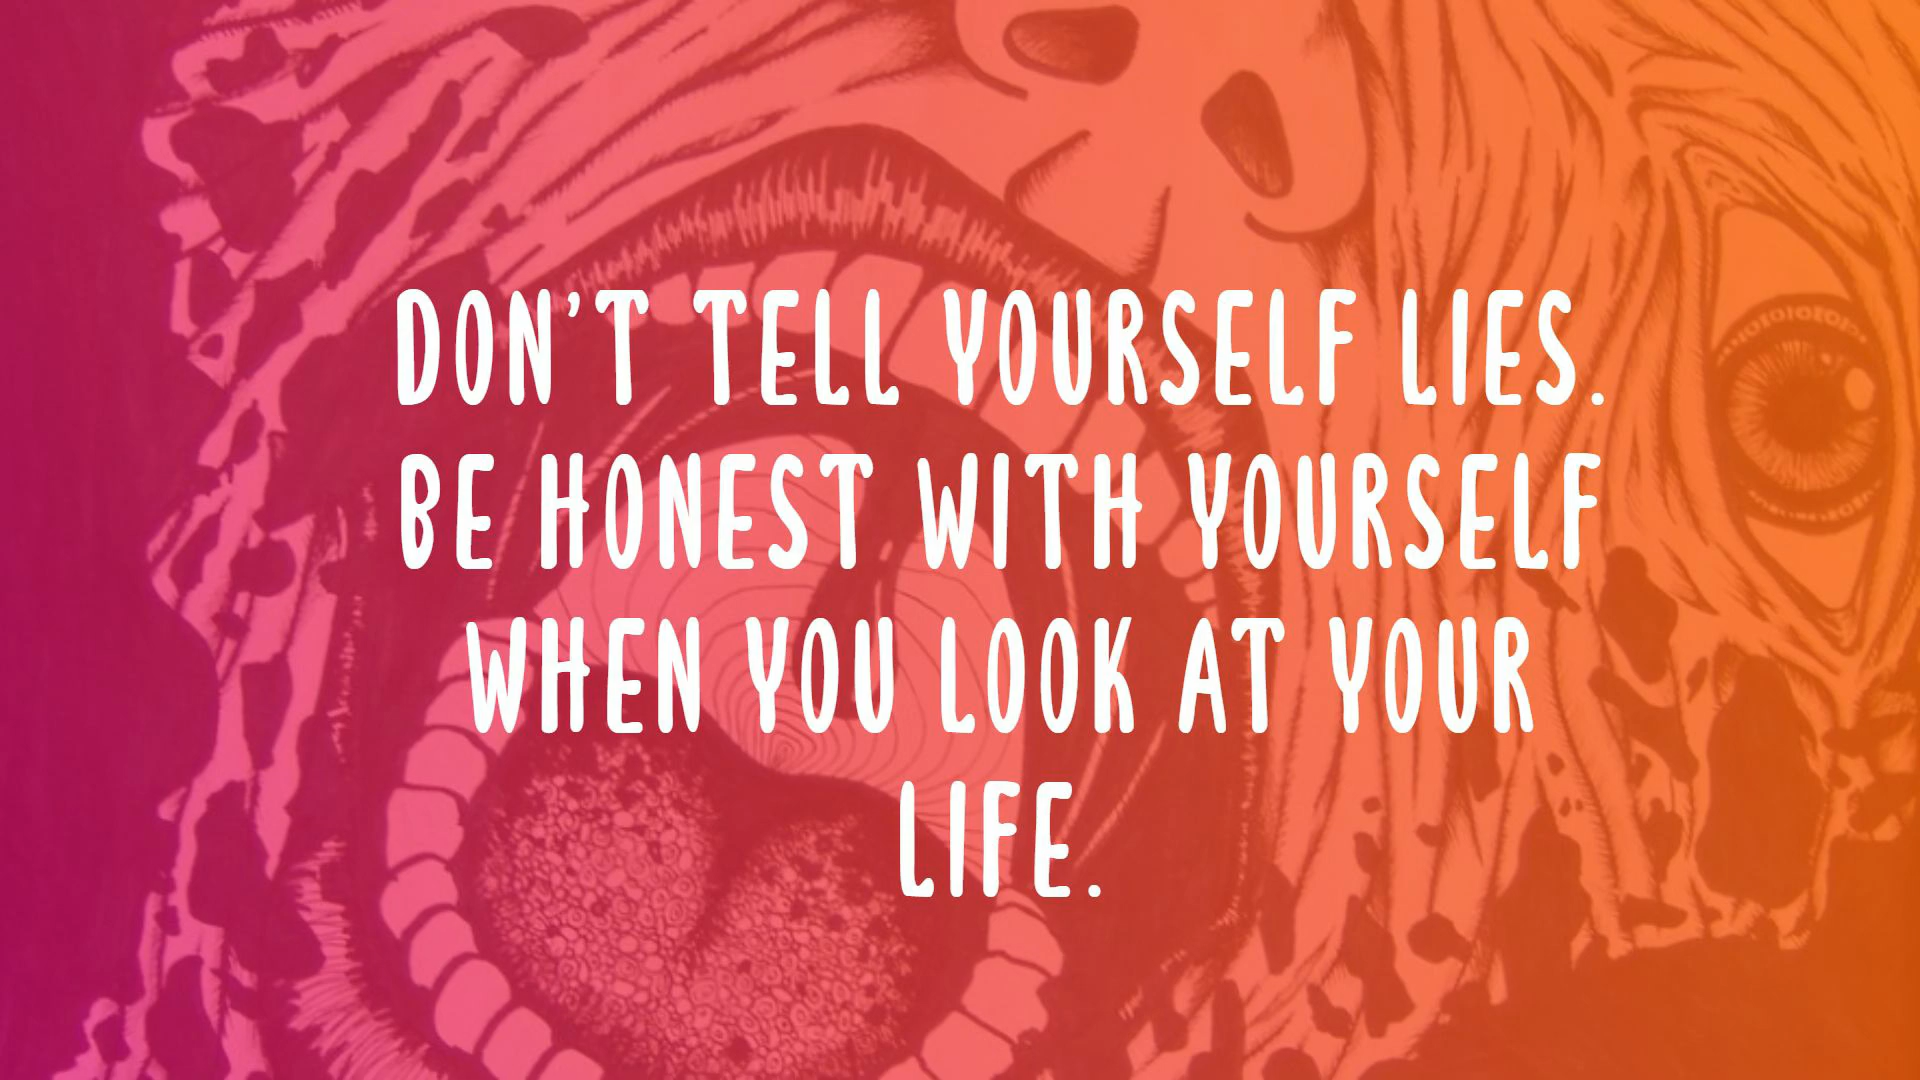 DON'T TELL YOURSELF LIES.
BE HONEST WITH YOURSELF
WHEN YOU LOOK AT YOUR
LIFE.